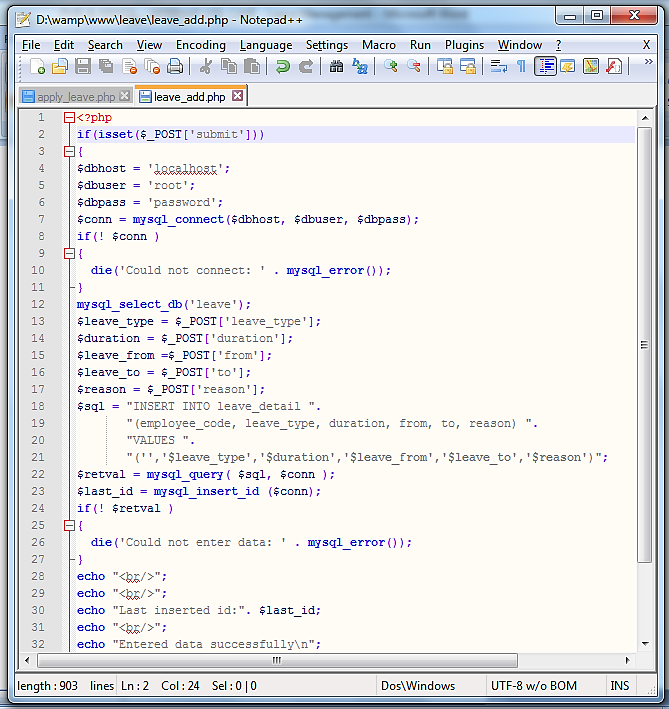 D:\wamp\www\leave\leave_add.php - Notepad++
File Edit Search View Encoding Language Settings Macro Run Plugins Window ? X
apply_leave.php leave_add.php
1 <?php
2 if(isset($_POST['submit']))
3 {
4 $dbhost = 'localhost';
5 $dbuser = 'root';
6 $dbpass = 'password';
7 $conn = mysql_connect($dbhost, $dbuser, $dbpass);
8 if(! $conn )
9 {
10 die('Could not connect: ' . mysql_error());
11 }
12 mysql_select_db('leave');
13 $leave_type = $_POST['leave_type'];
14 $duration = $_POST['duration'];
15 $leave_from =$_POST['from'];
16 $leave_to = $_POST['to'];
17 $reason = $_POST['reason'];
18 $sql = "INSERT INTO leave_detail ".
19 "(employee_code, leave_type, duration, from, to, reason) ".
20 "VALUES ".
21 "('','$leave_type','$duration','$leave_from','$leave_to','$reason')";
22 $retval = mysql_query( $sql, $conn );
23 $last_id = mysql_insert_id ($conn);
24 if(! $retval )
25 {
26 die('Could not enter data: ' . mysql_error());
27 }
28 echo "<br/>";
29 echo "<br/>";
30 echo "Last inserted id:". $last_id;
31 echo "<br/>";
32 echo "Entered data successfully\n";
length : 903 lines Ln : 2 Col : 24 Sel : 0 | 0 Dos\Windows UTF-8 w/o BOM INS